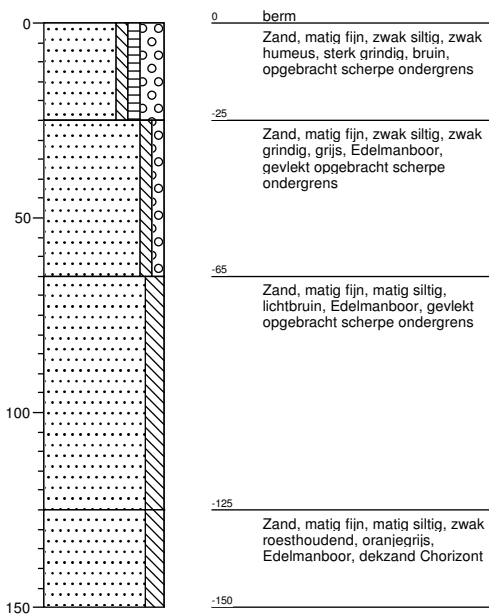 0
50
100
150
0 berm
Zand, matig fijn, zwak siltig, zwak
humeus, sterk grindig, bruin,
opgebracht scherpe ondergrens
-25
Zand, matig fijn, zwak siltig, zwak
grindig, grijs, Edelmanboor,
gevlekt opgebracht scherpe
ondergrens
-65
Zand, matig fijn, matig siltig,
lichtbruin, Edelmanboor, gevlekt
opgebracht scherpe ondergrens
-125
Zand, matig fijn, matig siltig, zwak
roesthoudend, oranjegrijs,
Edelmanboor, dekzand Chorizont
-150